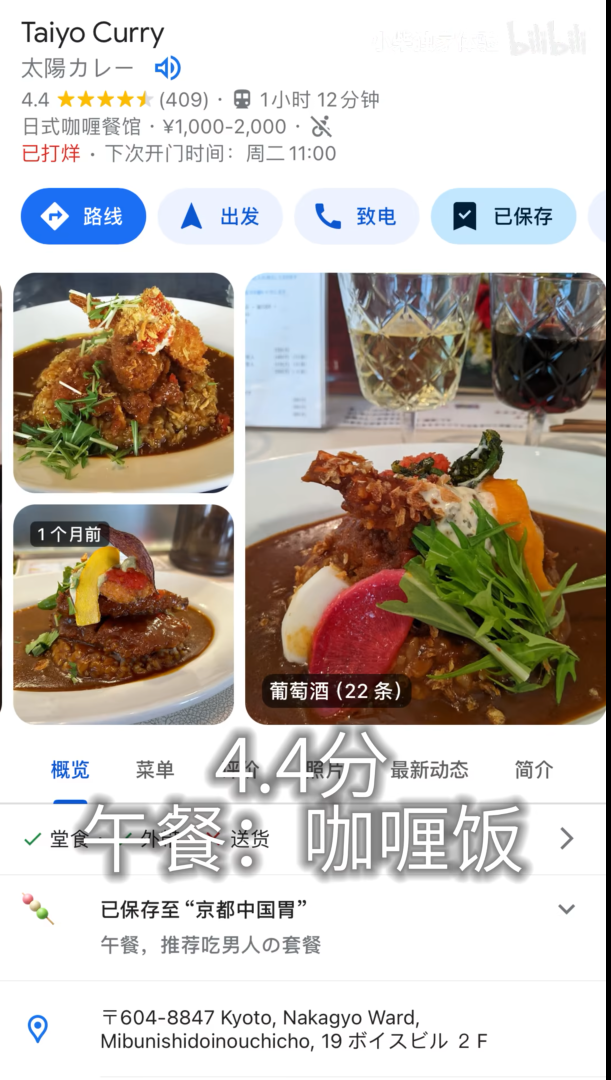 Taiyo Curry
bilibili
太陽カレー
4.4 (409) · 1小时 12分钟
日式咖喱餐馆 · ¥1,000-2,000 ·
已打烊 · 下次开门时间：周二 11:00
路线 出发 致电 已保存
1 个月前
葡萄酒 (22 条)
概览 菜单 评价 照片 最新动态 简介
4.4分
堂食 · 外带 送货
午餐：咖喱饭
已保存至 “京都中国胃”
午餐，推荐吃男人の套餐
〒604-8847 Kyoto, Nakagyo Ward,
Mibunishidoinouchicho, 19 ボイスビル ２Ｆ